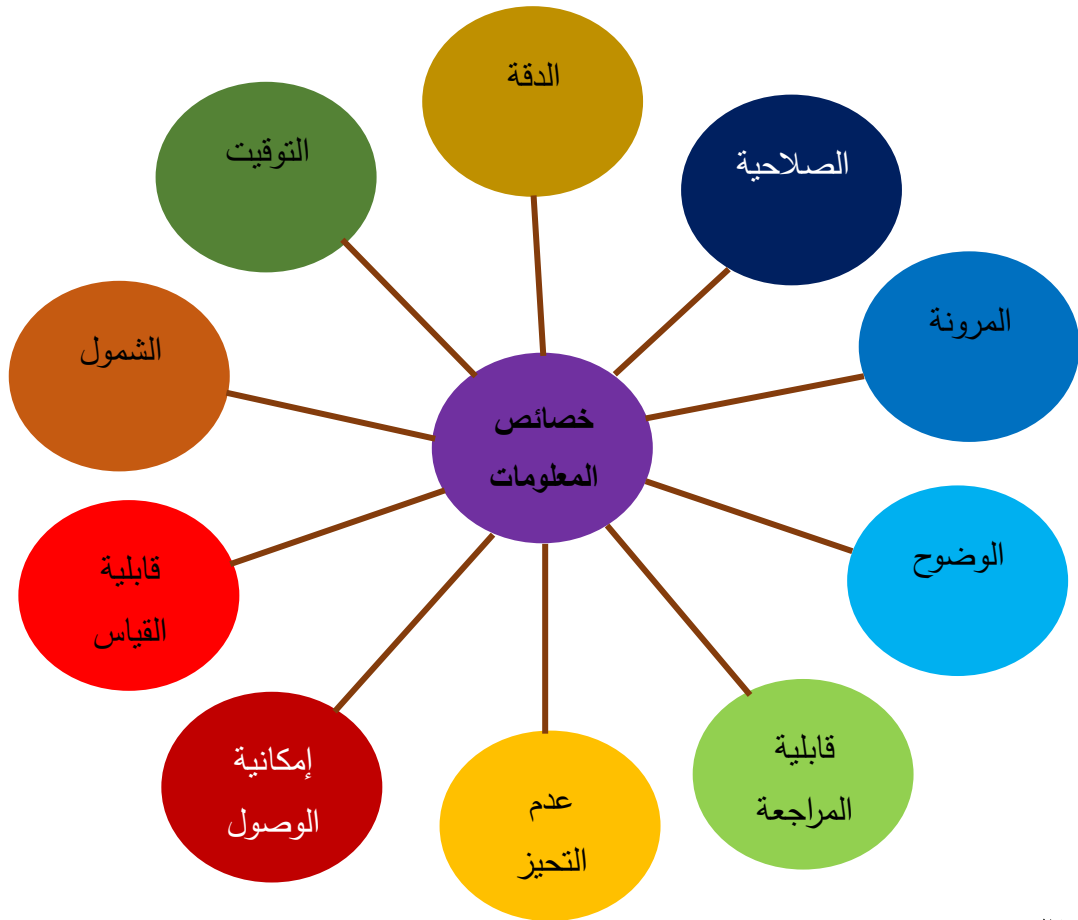 الدقة
الصلاحية
التوقيت
المرونة
الشمول
خصائص
المعلومات
الوضوح
قابلية
القياس
قابلية
المراجعة
إمكانية
الوصول
عدم
التحيز